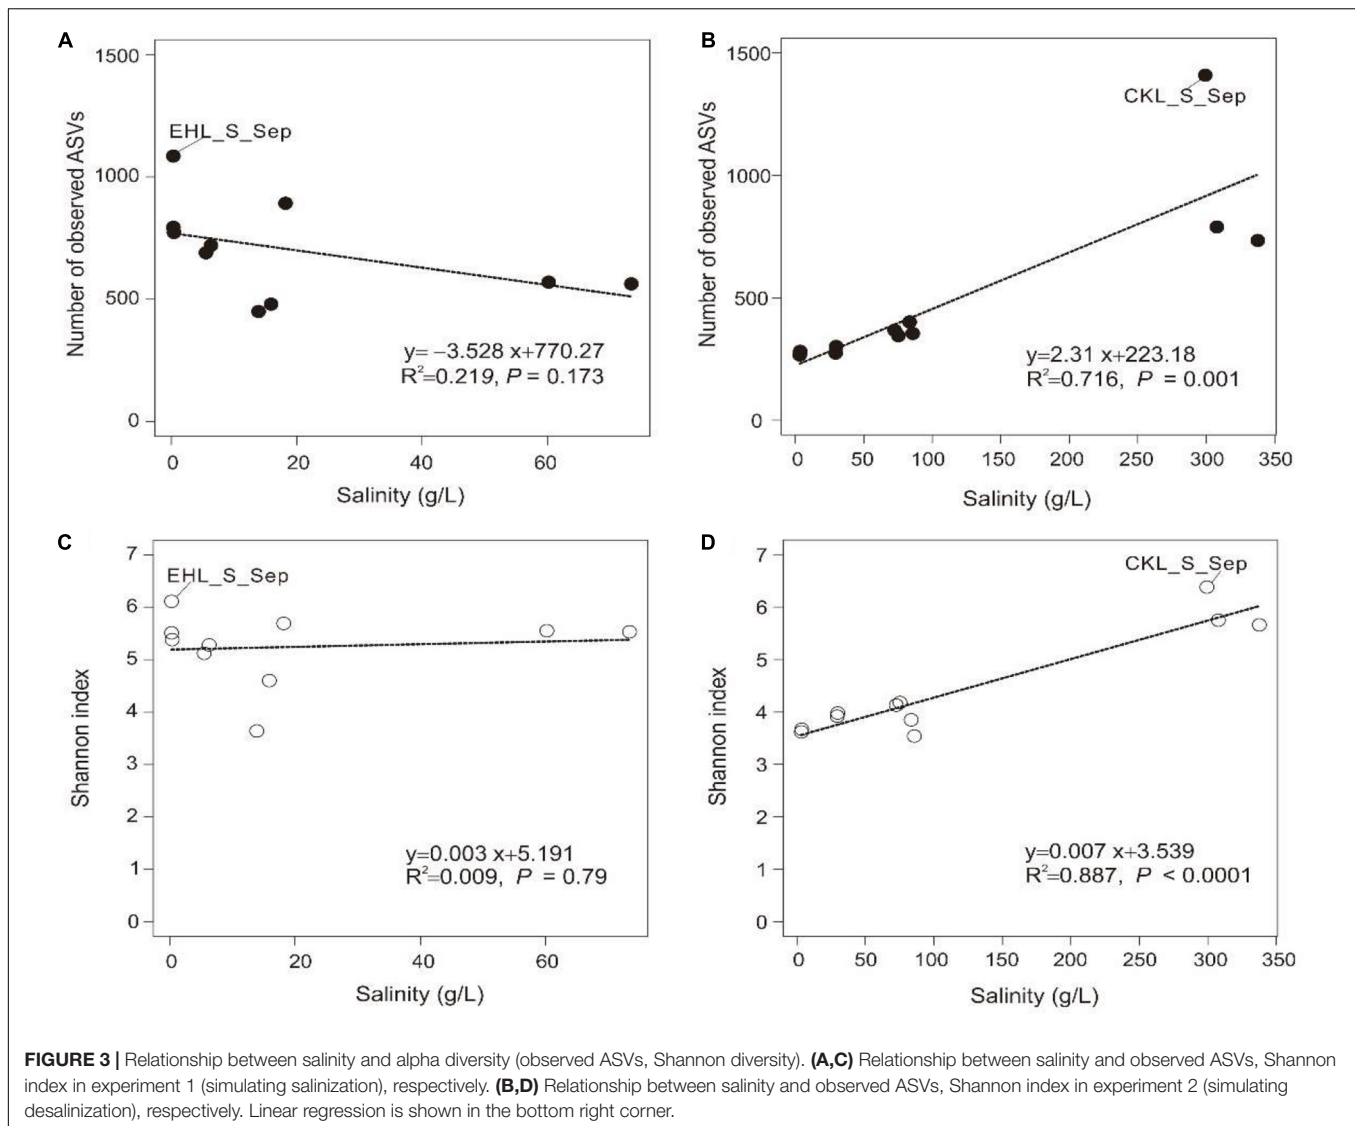 A
1500
1000
500
0
Number of observed ASVs
EHL_S_Sep
y= −3.528 x+770.27
R²=0.219, P = 0.173
0 20 40 60
Salinity (g/L)
B
1500
1000
500
0
Number of observed ASVs
CKL_S_Sep
y=2.31 x+223.18
R²=0.716, P = 0.001
0 50 100 150 200 250 300 350
Salinity (g/L)
C
7
6
5
4
3
2
1
0
Shannon index
EHL_S_Sep
y=0.003 x+5.191
R²=0.009, P = 0.79
0 20 40 60
Salinity (g/L)
D
7
6
5
4
3
2
1
0
Shannon index
CKL_S_Sep
y=0.007 x+3.539
R²=0.887, P < 0.0001
0 50 100 150 200 250 300 350
Salinity (g/L)
FIGURE 3 | Relationship between salinity and alpha diversity (observed ASVs, Shannon diversity). (A,C) Relationship between salinity and observed ASVs, Shannon
index in experiment 1 (simulating salinization), respectively. (B,D) Relationship between salinity and observed ASVs, Shannon index in experiment 2 (simulating
desalinization), respectively. Linear regression is shown in the bottom right corner.